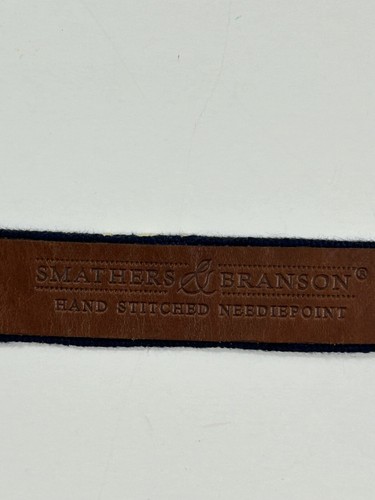 SMATHERS & BRANSON®
HAND STITCHED NEEDLEPOINT